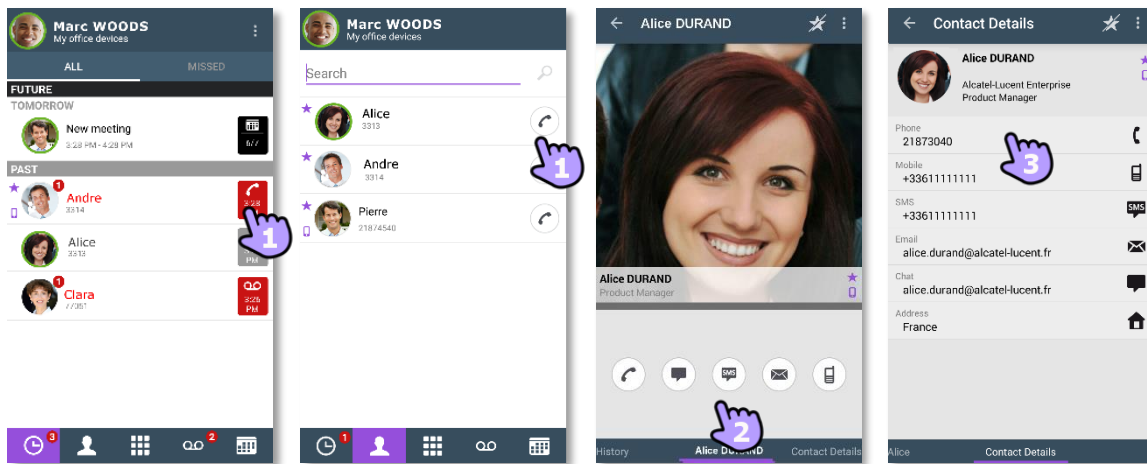 Marc WOODS
My office devices
ALL MISSED
FUTURE
TOMORROW
New meeting
3:28 PM - 4:28 PM
6/7
PAST
1
Andre
3314
3:28
1
Alice
3313
PM
1
Clara
77051
3:25
PM
3
2
Marc WOODS
My office devices
Search
Alice
3313
1
Andre
3314
Pierre
21874540
1
Alice DURAND
Alice DURAND
Product Manager
SMS
2
History Alice DURAND Contact Details
Contact Details
Alice DURAND
Alcatel-Lucent Enterprise
Product Manager
Phone
21873040
3
Mobile
+33611111111
SMS
+33611111111
SMS
Email
alice.durand@alcatel-lucent.fr
Chat
alice.durand@alcatel-lucent.fr
Address
France
Alice Contact Details